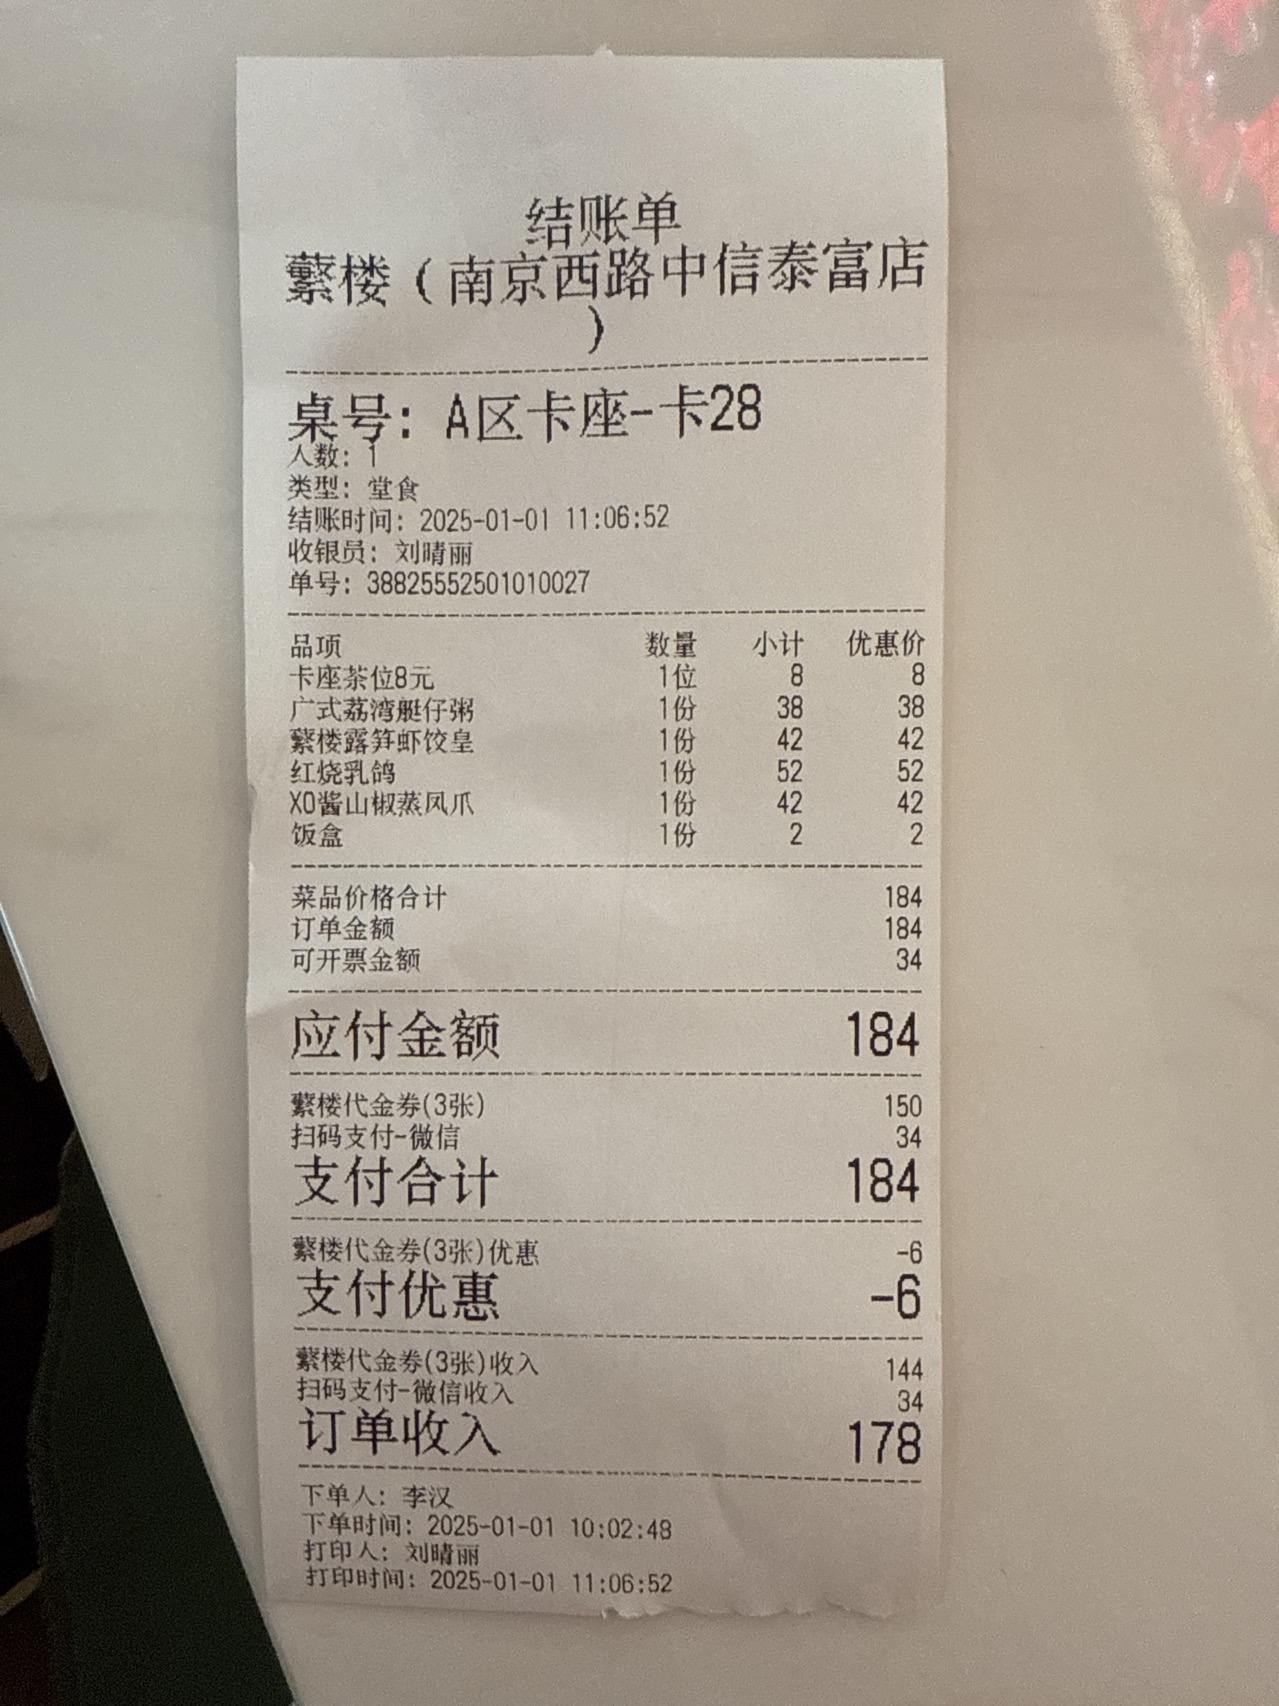 结账单
蘩楼（南京西路中信泰富店
）
桌号：A区卡座-卡28
人数：1
类型：堂食
结账时间：2025-01-01 11:06:52
收银员：刘晴丽
单号：38825552501010027
品项 数量 小计 优惠价
卡座茶位8元 1位 8 8
广式荔湾艇仔粥 1份 38 38
蘩楼露笋虾饺皇 1份 42 42
红烧乳鸽 1份 52 52
XO酱山椒蒸凤爪 1份 42 42
饭盒 1份 2 2
菜品价格合计 184
订单金额 184
可开票金额 34
应付金额 184
蘩楼代金券(3张) 150
扫码支付-微信 34
支付合计 184
蘩楼代金券(3张)优惠 -6
支付优惠 -6
蘩楼代金券(3张)收入 144
扫码支付-微信收入 34
订单收入 178
下单人：李汉
下单时间：2025-01-01 10:02:48
打印人：刘晴丽
打印时间：2025-01-01 11:06:52